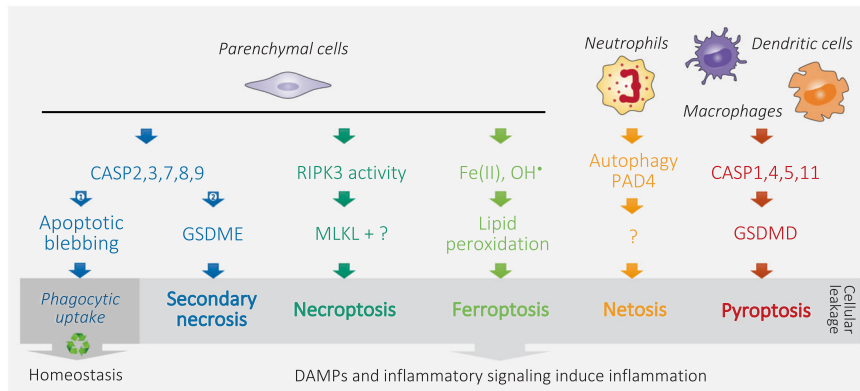 Parenchymal cells
Neutrophils
Dendritic cells
Macrophages
CASP2,3,7,8,9
RIPK3 activity
Fe(II), OH•
Autophagy
PAD4
CASP1,4,5,11
1
2
Apoptotic
blebbing
GSDME
MLKL + ?
Lipid
peroxidation
?
GSDMD
Phagocytic
uptake
Secondary
necrosis
Necroptosis
Ferroptosis
Netosis
Pyroptosis
Cellular
leakage
Homeostasis
DAMPs and inflammatory signaling induce inflammation